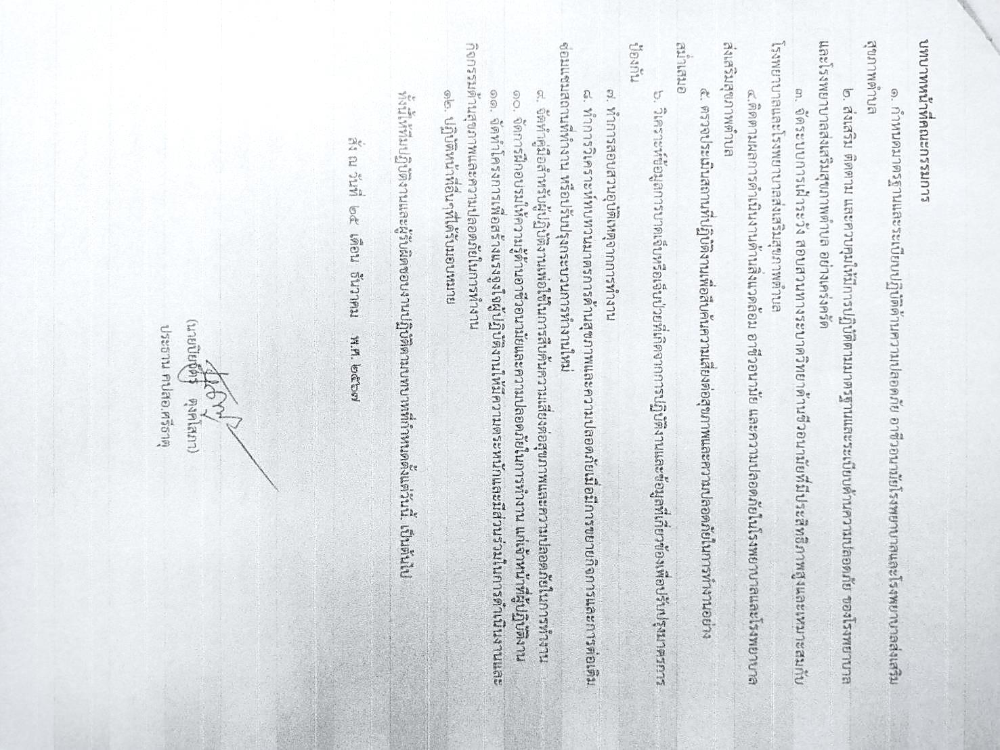 บทบาทหน้าที่คณะกรรมการ
๑. กำหนดมาตรฐานและระเบียบปฏิบัติด้านความปลอดภัย อาชีวอนามัยโรงพยาบาลและโรงพยาบาลส่งเสริม
สุขภาพตำบล
๒. ส่งเสริม ติดตาม และควบคุมให้มีการปฏิบัติตามมาตรฐานและระเบียบด้านความปลอดภัย ของโรงพยาบาล
และโรงพยาบาลส่งเสริมสุขภาพตำบล อย่างเคร่งครัด
๓. จัดระบบการเฝ้าระวัง สอบสวนทางระบาดวิทยาด้านชีวอนามัยที่มีประสิทธิภาพสูงและเหมาะสมกับ
โรงพยาบาลและโรงพยาบาลส่งเสริมสุขภาพตำบล
๔.ติดตามผลการดำเนินงานด้านสิ่งแวดล้อม อาชีวอนามัย และความปลอดภัยในโรงพยาบาลและโรงพยาบาล
ส่งเสริมสุขภาพตำบล
๕. ตรวจประเมินสถานที่ปฏิบัติงานเพื่อสืบค้นความเสี่ยงต่อสุขภาพและความปลอดภัยในการทำงานอย่าง
สม่ำเสมอ
๖. วิเคราะห์ข้อมูลการบาดเจ็บหรือเจ็บป่วยที่เกิดจากการปฏิบัติงานและข้อมูลที่เกี่ยวข้องเพื่อปรับปรุงมาตรการ
ป้องกัน
๗. ทำการสอบสวนอุบัติเหตุจากการทำงาน
๘. ทำการวิเคราะห์ทบทวนมาตรการด้านสุขภาพและความปลอดภัยเมื่อมีการขยายกิจการและการต่อเติม
ซ่อมแซมสถานที่ทำงาน หรือปรับปรุงกระบวนการทำงานใหม่
๙. จัดทำคู่มือสำหรับผู้ปฏิบัติงานเพื่อใช้ในการสืบค้นความเสี่ยงต่อสุขภาพและความปลอดภัยในการทำงาน
๑๐. จัดการฝึกอบรมให้ความรู้ด้านอาชีวอนามัยและความปลอดภัยในการทำงาน แก่เจ้าหน้าที่ผู้ปฏิบัติงาน
๑๑. จัดทำโครงการเพื่อสร้างแรงจูงใจผู้ปฏิบัติงานให้มีความตระหนักและมีส่วนร่วมในการดำเนินงานและ
กิจกรรมด้านสุขภาพและความปลอดภัยในการทำงาน
๑๒. ปฏิบัติหน้าที่อื่นๆที่ได้รับมอบหมาย
ทั้งนี้ให้ทีมปฏิบัติงานและผู้รับผิดชอบงานปฏิบัติตามบทบาทที่กำหนดตั้งแต่วันนี้ เป็นต้นไป
สั่ง ณ วันที่ ๒๕ เดือน ธันวาคม พ.ศ. ๒๕๖๗
(นายปิยฉัตร ดุงคโสภา)
ประธาน คปสอ.ศรีธาตุ